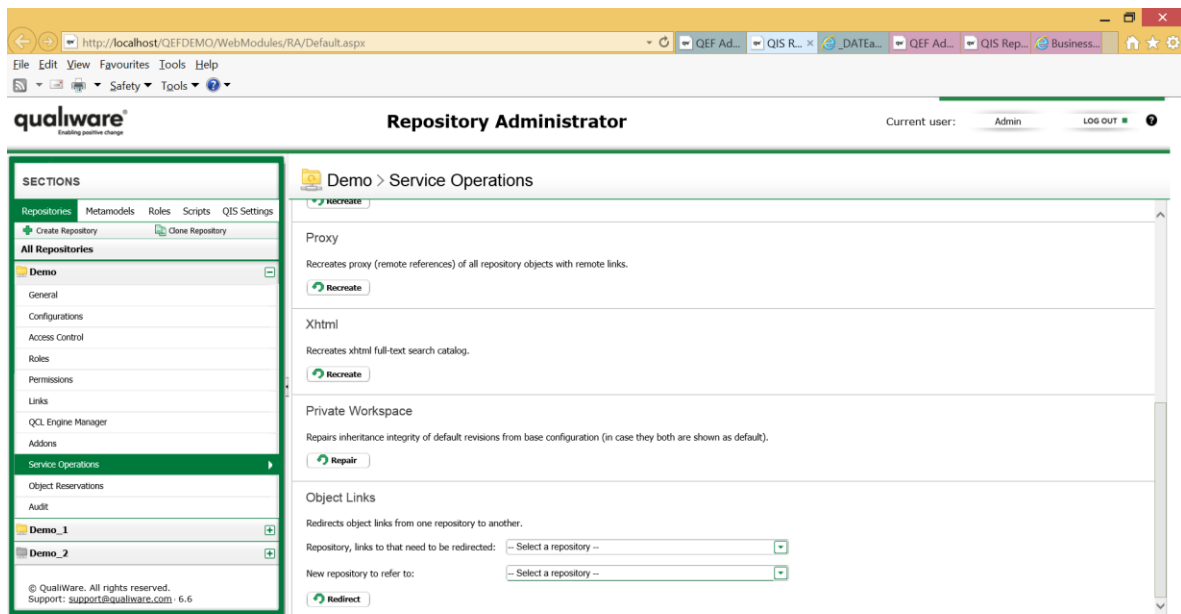 http://localhost/QEFDEMO/WebModules/RA/Default.aspx QEF Ad... QIS R... _DATEa... QEF Ad... QIS Rep... Business...
File Edit View Favourites Tools Help
Safety Tools
qualiware®
Enabling positive change
Repository Administrator
Current user: Admin LOG OUT
SECTIONS
Repositories Metamodels Roles Scripts QIS Settings
Create Repository Clone Repository
All Repositories
Demo
General
Configurations
Access Control
Roles
Permissions
Links
QCL Engine Manager
Addons
Service Operations
Object Reservations
Audit
Demo_1
Demo_2
© QualiWare. All rights reserved.
Support: support@qualiware.com - 6.6
Demo > Service Operations
Recreate
Proxy
Recreates proxy (remote references) of all repository objects with remote links.
Recreate
Xhtml
Recreates xhtml full-text search catalog.
Recreate
Private Workspace
Repairs inheritance integrity of default revisions from base configuration (in case they both are shown as default).
Repair
Object Links
Redirects object links from one repository to another.
Repository, links to that need to be redirected: -- Select a repository --
New repository to refer to: -- Select a repository --
Redirect